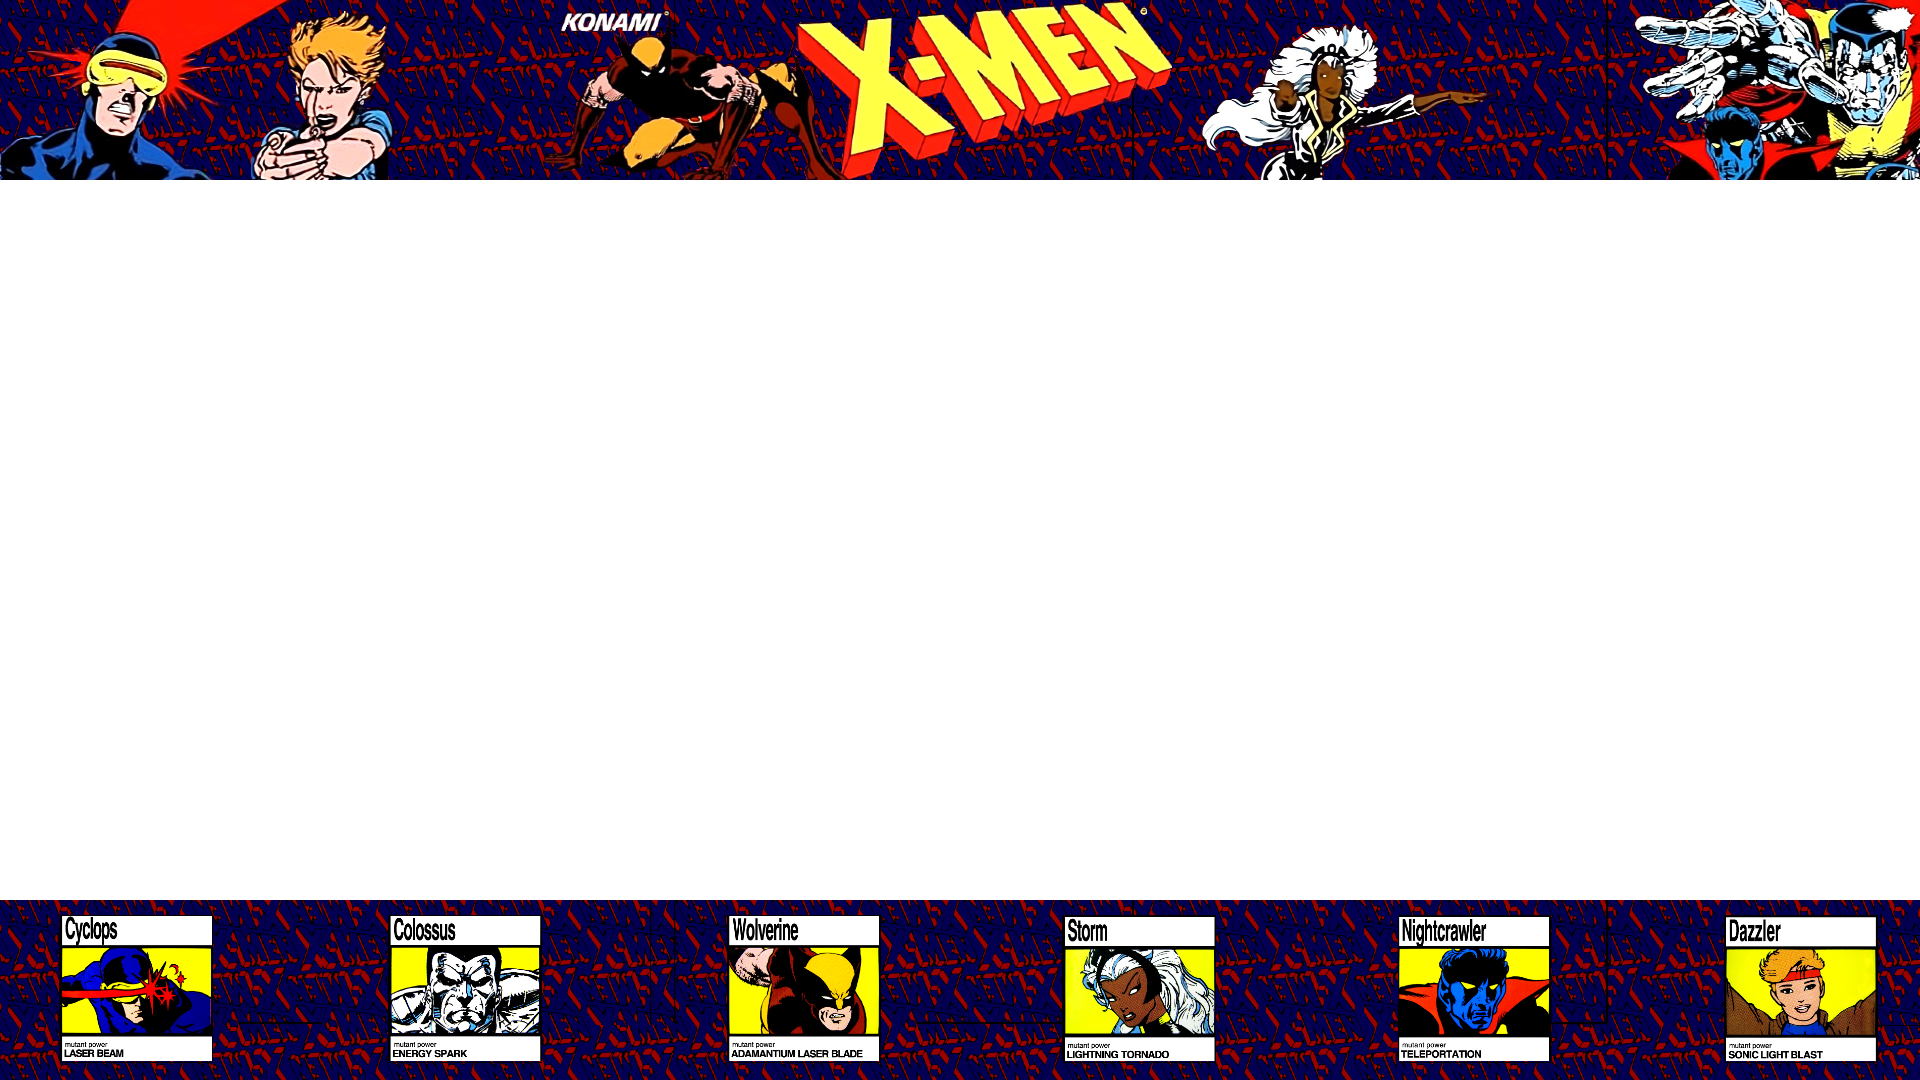 KONAMI
X-MEN
Cyclops
mutant power
LASER BEAM
Colossus
mutant power
ENERGY SPARK
Wolverine
mutant power
ADAMANTIUM LASER BLADE
Storm
mutant power
LIGHTNING TORNADO
Nightcrawler
mutant power
TELEPORTATION
Dazzler
mutant power
SONIC LIGHT BLAST